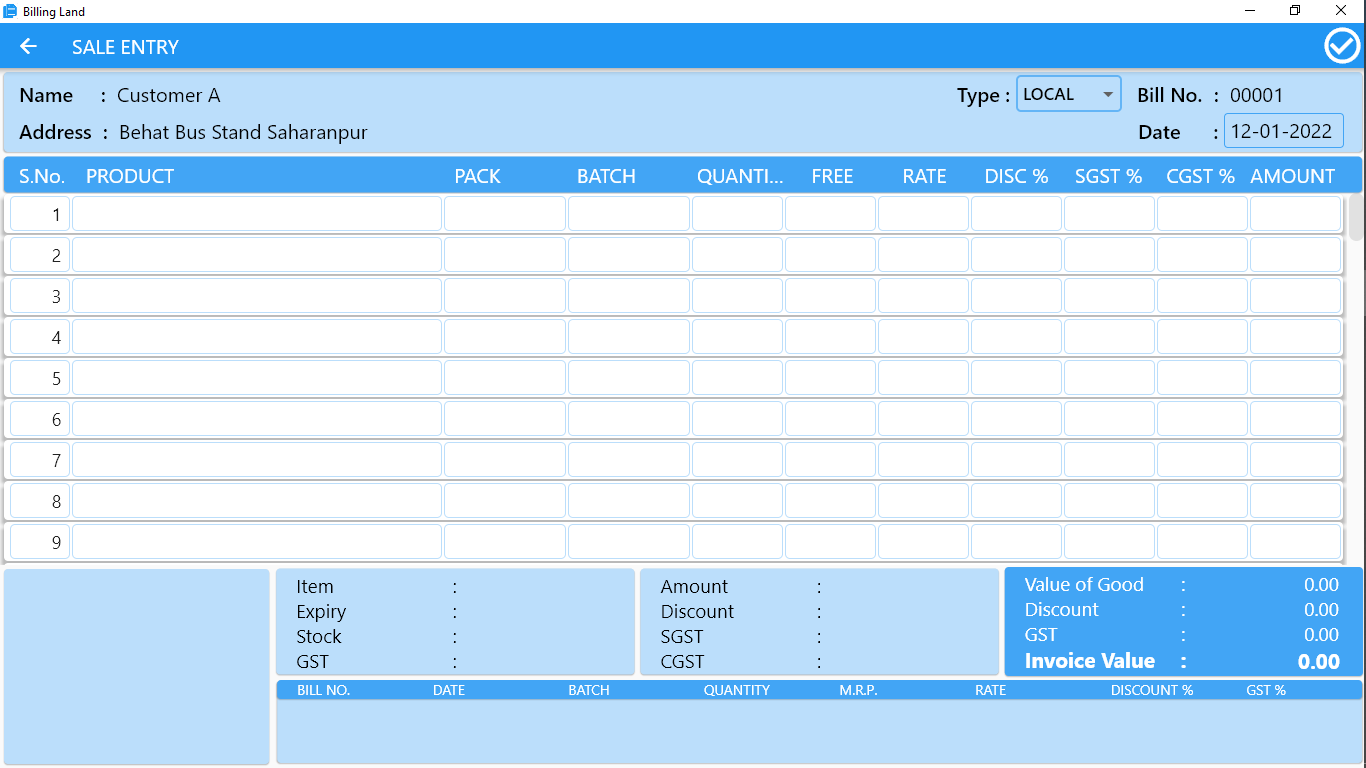 Billing Land
SALE ENTRY
Name : Customer A Type : LOCAL Bill No. : 00001
Address : Behat Bus Stand Saharanpur Date : 12-01-2022
S.No. PRODUCT PACK BATCH QUANTI... FREE RATE DISC % SGST % CGST % AMOUNT
1
2
3
4
5
6
7
8
9
Item :
Expiry :
Stock :
GST :
Amount :
Discount :
SGST :
CGST :
Value of Good : 0.00
Discount : 0.00
GST : 0.00
Invoice Value : 0.00
BILL NO. DATE BATCH QUANTITY M.R.P. RATE DISCOUNT % GST %